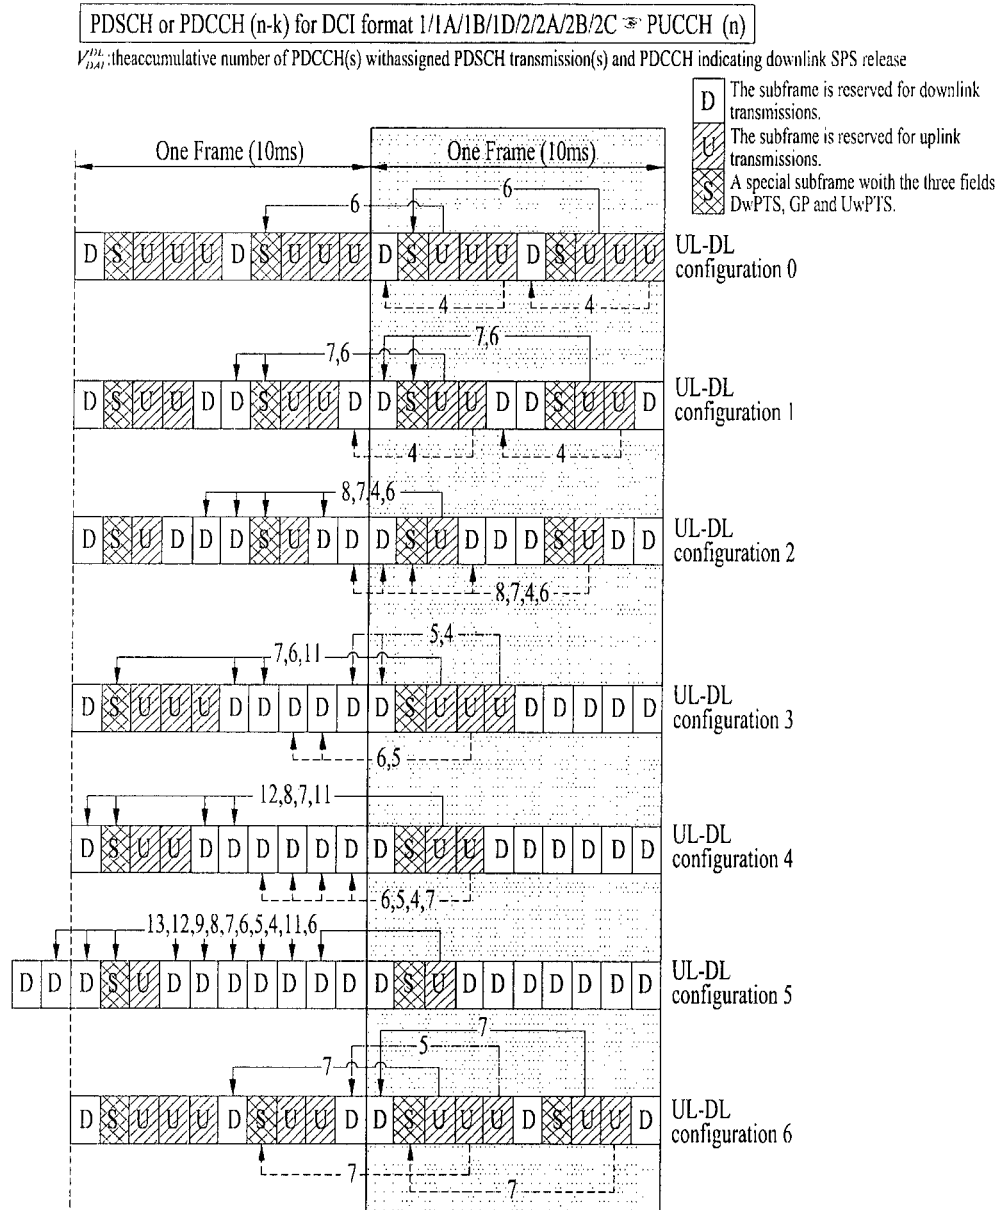 PDSCH or PDCCH (n-k) for DCI format 1/1A/1B/1D/2/2A/2B/2C ☞ PUCCH (n)
V_{DAI}^{DL}:theaccumulative number of PDCCH(s) withassigned PDSCH transmission(s) and PDCCH indicating downlink SPS release
D The subframe is reserved for downlink
transmissions.
U The subframe is reserved for uplink
transmissions.
S A special subframe woith the three fields
DwPTS, GP and UwPTS.
One Frame (10ms) One Frame (10ms)
6 6
D S U U U D S U U U D S U U U D S U U U
UL-DL
configuration 0
4 4
7,6 7,6
D S U U D D S U U D D S U U D D S U U D
UL-DL
configuration 1
4 4
8,7,4,6
D S U D D D S U D D D S U D D D S U D D
UL-DL
configuration 2
8,7,4,6
5,4
7,6,11
D S U U U D D D D D D S U U U D D D D D
UL-DL
configuration 3
6,5
12,8,7,11
D S U U D D D D D D D S U U D D D D D D
UL-DL
configuration 4
6,5,4,7
13,12,9,8,7,6,5,4,11,6
D D D S U D D D D D D D D S U D D D D D D D
UL-DL
configuration 5
7
5
7
D S U U U D S U U D D S U U U D S U U D
UL-DL
configuration 6
7
7